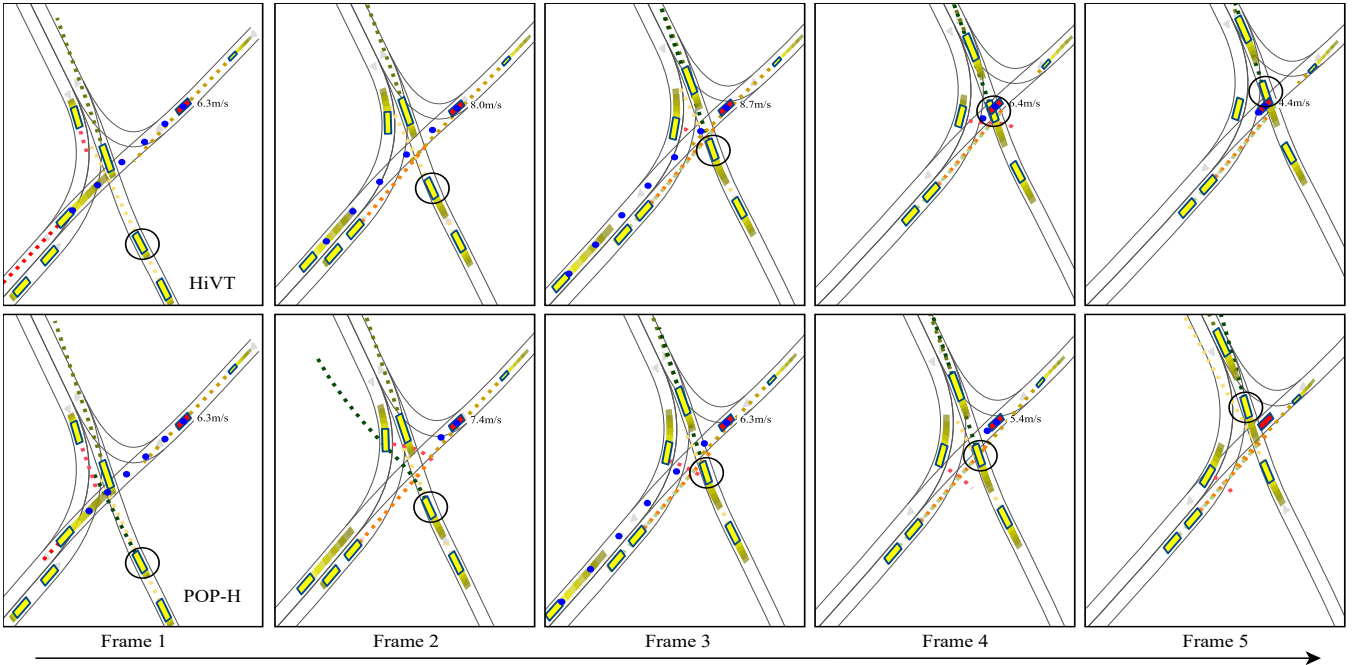 6.3m/s
8.0m/s
8.7m/s
6.4m/s
4.4m/s
HiVT
6.3m/s
7.4m/s
6.3m/s
5.4m/s
POP-H
Frame 1
Frame 2
Frame 3
Frame 4
Frame 5